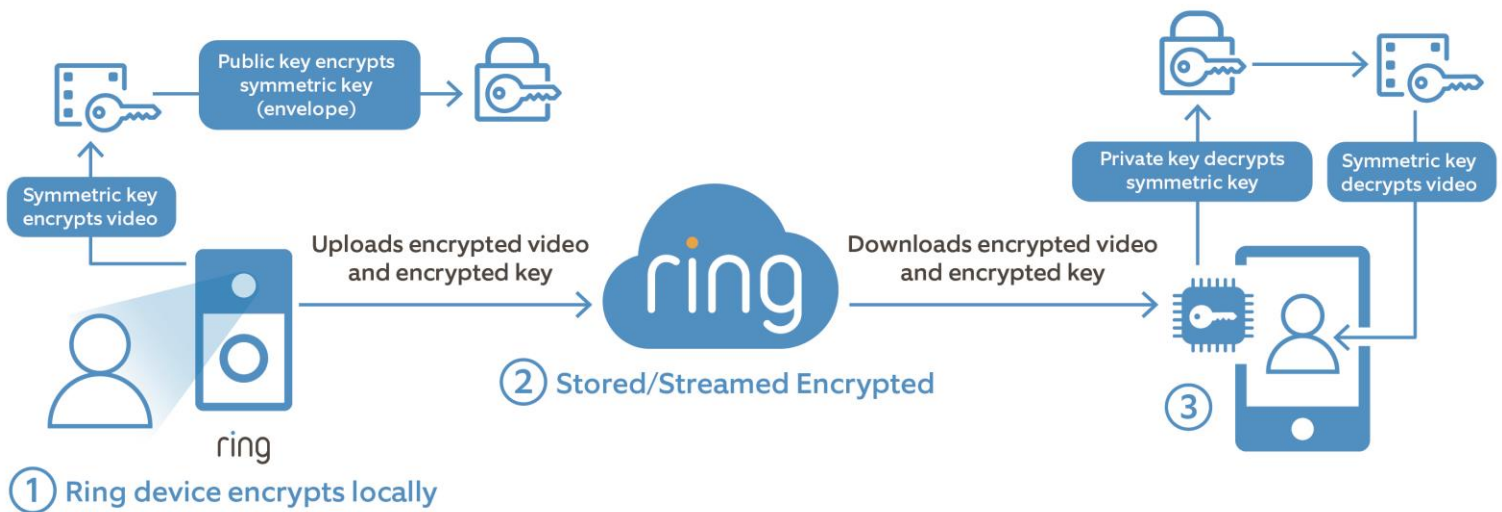 Public key encrypts
symmetric key
(envelope)
Symmetric key
encrypts video
ring
1 Ring device encrypts locally
Uploads encrypted video
and encrypted key
ring
2 Stored/Streamed Encrypted
Downloads encrypted video
and encrypted key
Private key decrypts
symmetric key
Symmetric key
decrypts video
3